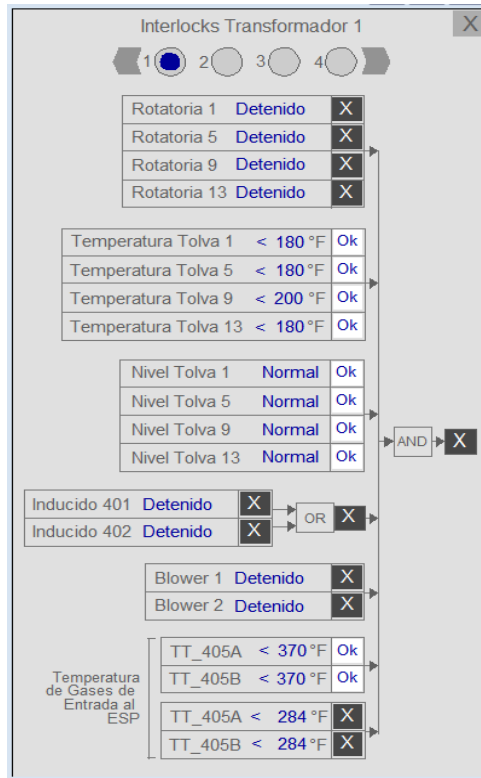 Interlocks Transformador 1 X
1 2 3 4
Rotatoria 1 Detenido X
Rotatoria 5 Detenido X
Rotatoria 9 Detenido X
Rotatoria 13 Detenido X
Temperatura Tolva 1 < 180 °F Ok
Temperatura Tolva 5 < 180 °F Ok
Temperatura Tolva 9 < 200 °F Ok
Temperatura Tolva 13 < 180 °F Ok
Nivel Tolva 1 Normal Ok
Nivel Tolva 5 Normal Ok
Nivel Tolva 9 Normal Ok
Nivel Tolva 13 Normal Ok
AND X
Inducido 401 Detenido X
Inducido 402 Detenido X
OR X
Blower 1 Detenido X
Blower 2 Detenido X
Temperatura
de Gases de
Entrada al
ESP
TT_405A < 370 °F Ok
TT_405B < 370 °F Ok
TT_405A < 284 °F X
TT_405B < 284 °F X